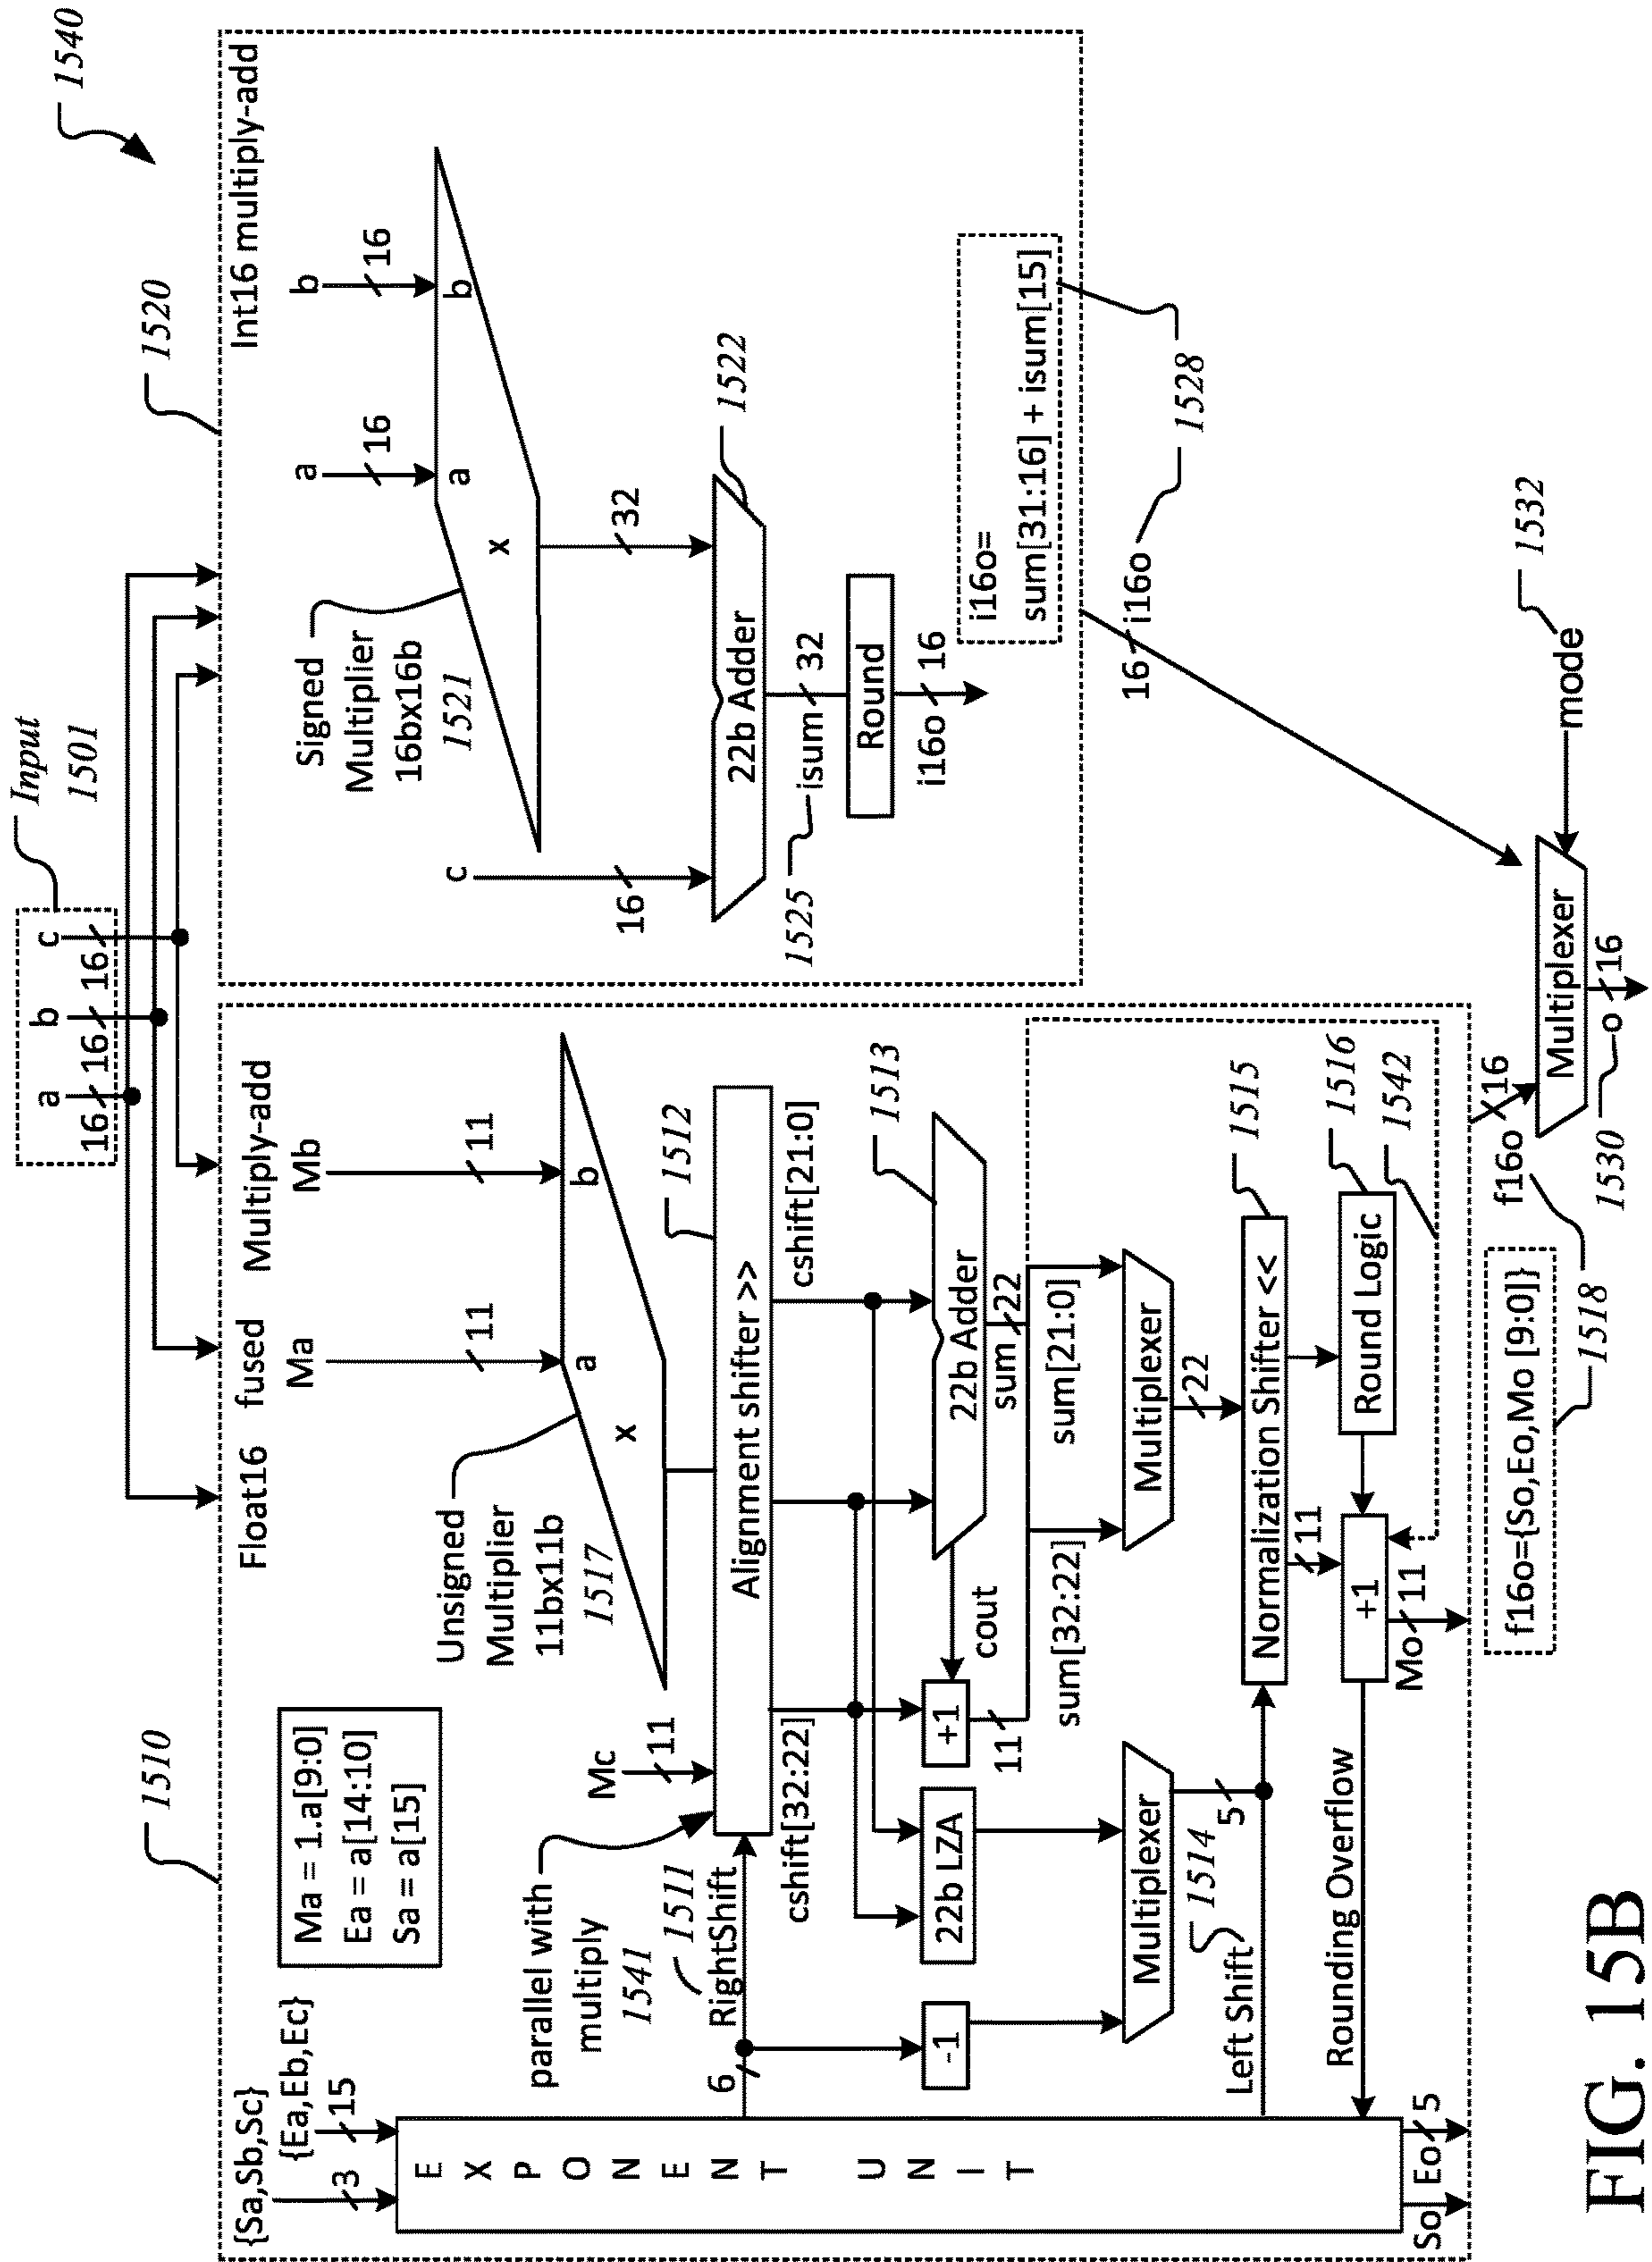 1540
Input
1501
a
b
c
16
16
16
1510
1520
Float16 fused Multiply-add
{Sa,Sb,Sc}
3
{Ea,Eb,Ec}
15
E X P O N E N T U N I T
Ma = 1.a[9:0]
Ea = a[14:10]
Sa = a[15]
Ma
11
Mb
11
a
b
x
Unsigned
Multiplier
11bx11b
1517
parallel with
multiply
1541
Mc
11
1511
RightShift
6
Alignment shifter >>
1512
cshift[32:22]
cshift[21:0]
-1
22b LZA
+1
cout
22b Adder
1513
11
sum
22
sum[32:22]
sum[21:0]
Multiplexer
Multiplexer
5
22
1514
Left Shift
Normalization Shifter <<
1515
11
Round Logic
1516
1542
Rounding Overflow
+1
Mo
11
So
Eo
5
f16o={So,Eo,Mo [9:0]}
1518
f16o
16
Int16 multiply-add
a
16
b
16
a
b
x
Signed
Multiplier
16bx16b
1521
c
16
32
22b Adder
1522
1525
isum
32
Round
i16o
16
i16o=
sum[31:16] + isum[15]
1528
16
i16o
mode
1532
Multiplexer
1530
o
16
FIG. 15B